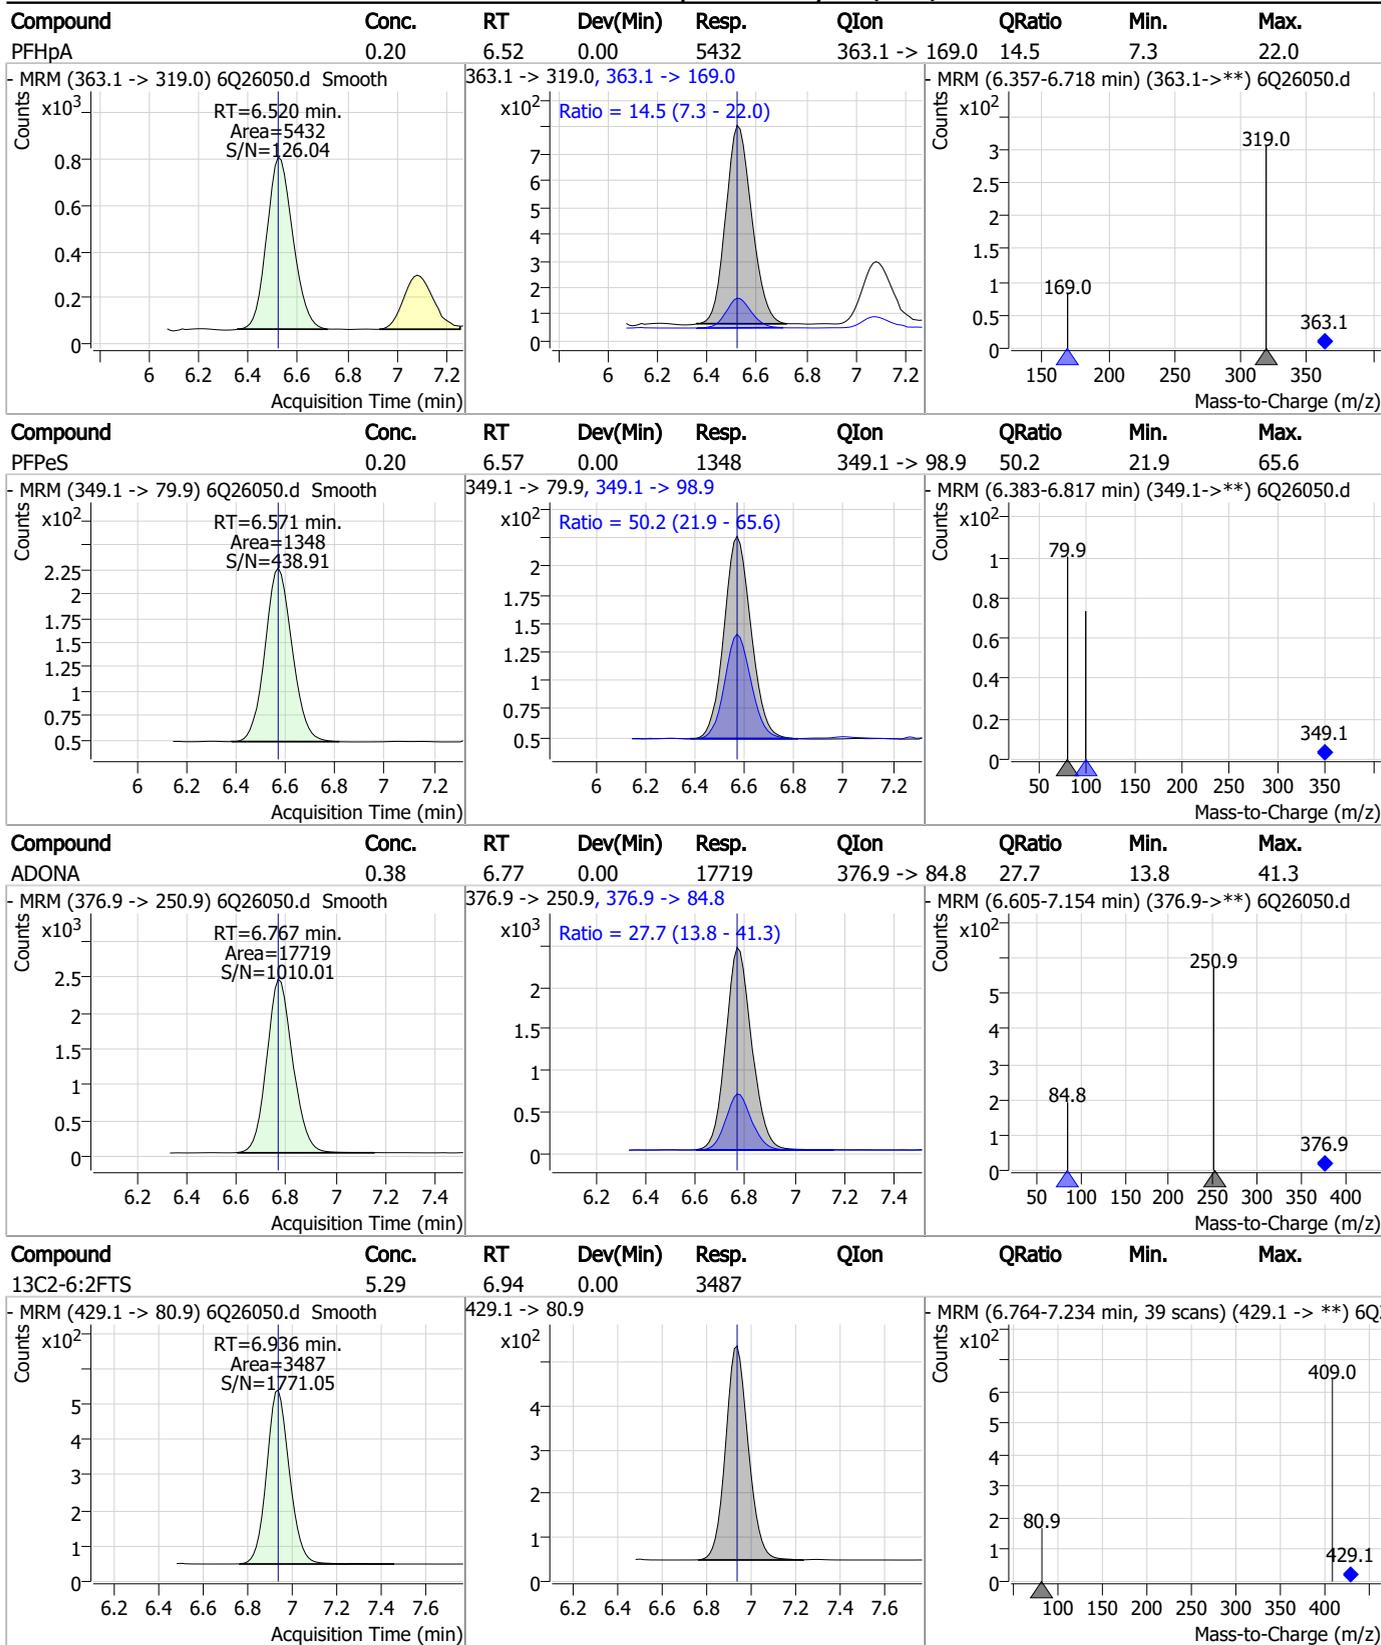 Compound Conc. RT Dev(Min) Resp. QIon QRatio Min. Max.
PFHpA 0.20 6.52 0.00 5432 363.1 -> 169.0 14.5 7.3 22.0
- MRM (363.1 -> 319.0) 6Q26050.d Smooth
363.1 -> 319.0, 363.1 -> 169.0
- MRM (6.357-6.718 min) (363.1->**) 6Q26050.d
Counts
x10³
RT=6.520 min.
Area=5432
S/N=126.04
0.8
0.6
0.4
0.2
0
6 6.2 6.4 6.6 6.8 7 7.2
Acquisition Time (min)
x10²
Ratio = 14.5 (7.3 - 22.0)
7
6
5
4
3
2
1
0
6 6.2 6.4 6.6 6.8 7 7.2
Counts
x10²
319.0
169.0
363.1
3
2.5
2
1.5
1
0.5
0
150 200 250 300 350
Mass-to-Charge (m/z)
Compound Conc. RT Dev(Min) Resp. QIon QRatio Min. Max.
PFPeS 0.20 6.57 0.00 1348 349.1 -> 98.9 50.2 21.9 65.6
- MRM (349.1 -> 79.9) 6Q26050.d Smooth
349.1 -> 79.9, 349.1 -> 98.9
- MRM (6.383-6.817 min) (349.1->**) 6Q26050.d
Counts
x10²
RT=6.571 min.
Area=1348
S/N=438.91
2.25
2
1.75
1.5
1.25
1
0.75
0.5
6 6.2 6.4 6.6 6.8 7 7.2
Acquisition Time (min)
x10²
Ratio = 50.2 (21.9 - 65.6)
2
1.75
1.5
1.25
1
0.75
0.5
6 6.2 6.4 6.6 6.8 7 7.2
Counts
x10²
79.9
349.1
1
0.8
0.6
0.4
0.2
0
50 100 150 200 250 300 350
Mass-to-Charge (m/z)
Compound Conc. RT Dev(Min) Resp. QIon QRatio Min. Max.
ADONA 0.38 6.77 0.00 17719 376.9 -> 84.8 27.7 13.8 41.3
- MRM (376.9 -> 250.9) 6Q26050.d Smooth
376.9 -> 250.9, 376.9 -> 84.8
- MRM (6.605-7.154 min) (376.9->**) 6Q26050.d
Counts
x10³
RT=6.767 min.
Area=17719
S/N=1010.01
2.5
2
1.5
1
0.5
0
6.2 6.4 6.6 6.8 7 7.2 7.4
Acquisition Time (min)
x10³
Ratio = 27.7 (13.8 - 41.3)
2
1.5
1
0.5
0
6.2 6.4 6.6 6.8 7 7.2 7.4
Counts
x10²
250.9
84.8
376.9
5
4
3
2
1
0
50 100 150 200 250 300 350 400
Mass-to-Charge (m/z)
Compound Conc. RT Dev(Min) Resp. QIon QRatio Min. Max.
13C2-6:2FTS 5.29 6.94 0.00 3487
- MRM (429.1 -> 80.9) 6Q26050.d Smooth
429.1 -> 80.9
- MRM (6.764-7.234 min, 39 scans) (429.1 -> **) 6Q
Counts
x10²
RT=6.936 min.
Area=3487
S/N=1771.05
5
4
3
2
1
0
6.2 6.4 6.6 6.8 7 7.2 7.4 7.6
Acquisition Time (min)
x10²
4
3
2
1
0
6.2 6.4 6.6 6.8 7 7.2 7.4 7.6
Counts
x10²
409.0
80.9
429.1
6
5
4
3
2
1
0
100 150 200 250 300 350 400
Mass-to-Charge (m/z)